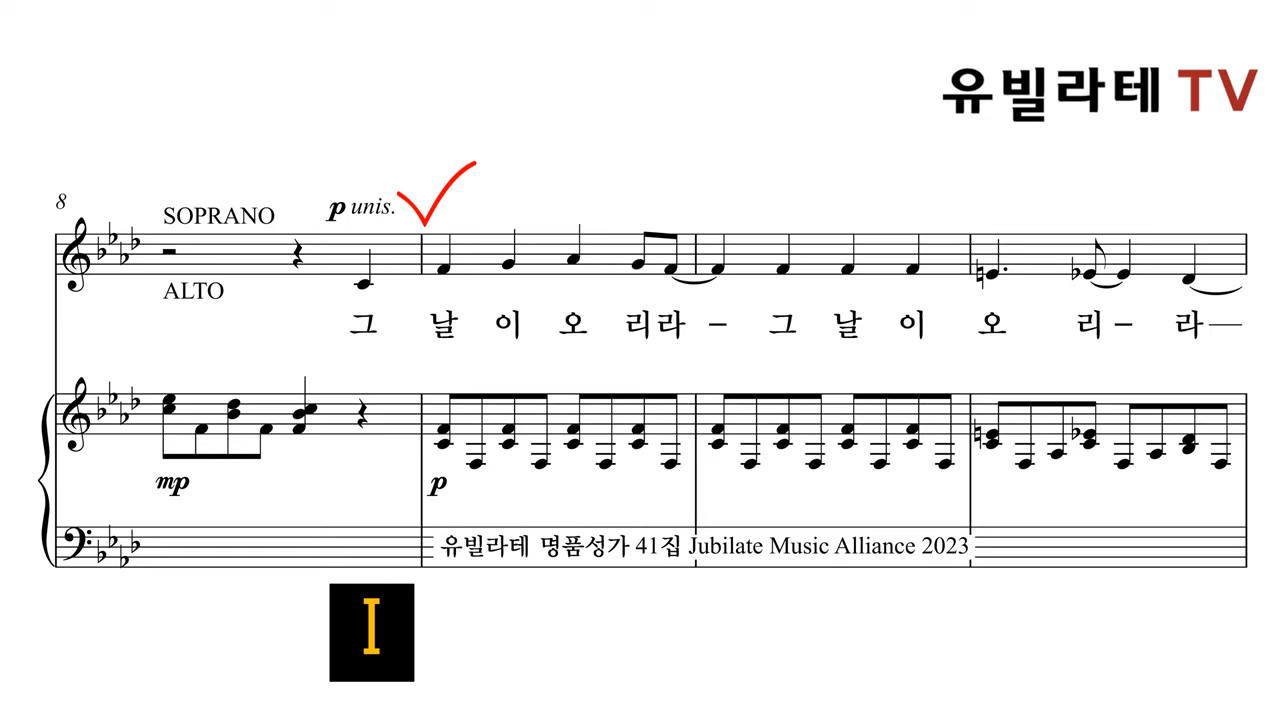 유빌라테 TV
8
SOPRANO
p unis.
ALTO
그 날 이 오 리 라 – 그 날 이 오 리 – 라
mp
p
유빌라테 명품성가 41집 Jubilate Music Alliance 2023
I